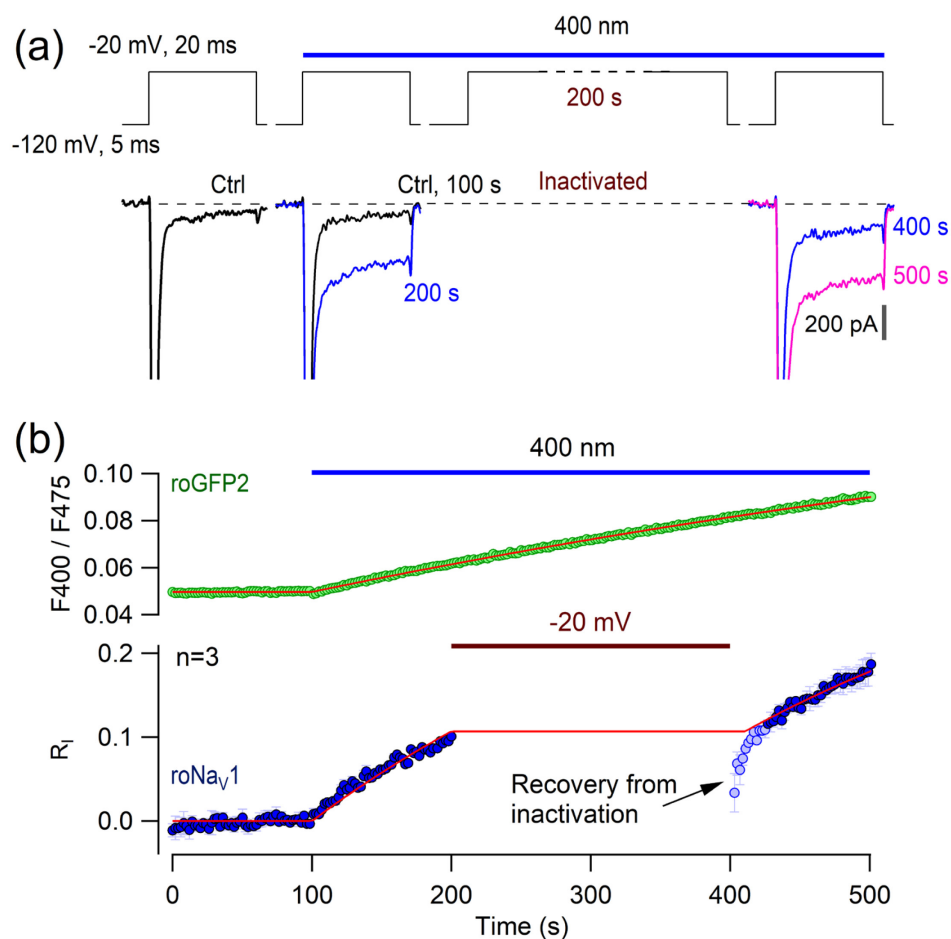 (a)
-20 mV, 20 ms
400 nm
200 s
-120 mV, 5 ms
Ctrl
Ctrl, 100 s
Inactivated
200 s
400 s
500 s
200 pA
(b)
400 nm
0.10
roGFP2
0.08
0.06
0.04
F400 / F475
-20 mV
0.2
n=3
0.1
R_I
roNa_V1
Recovery from
inactivation
0.0
0
100
200
300
400
500
Time (s)